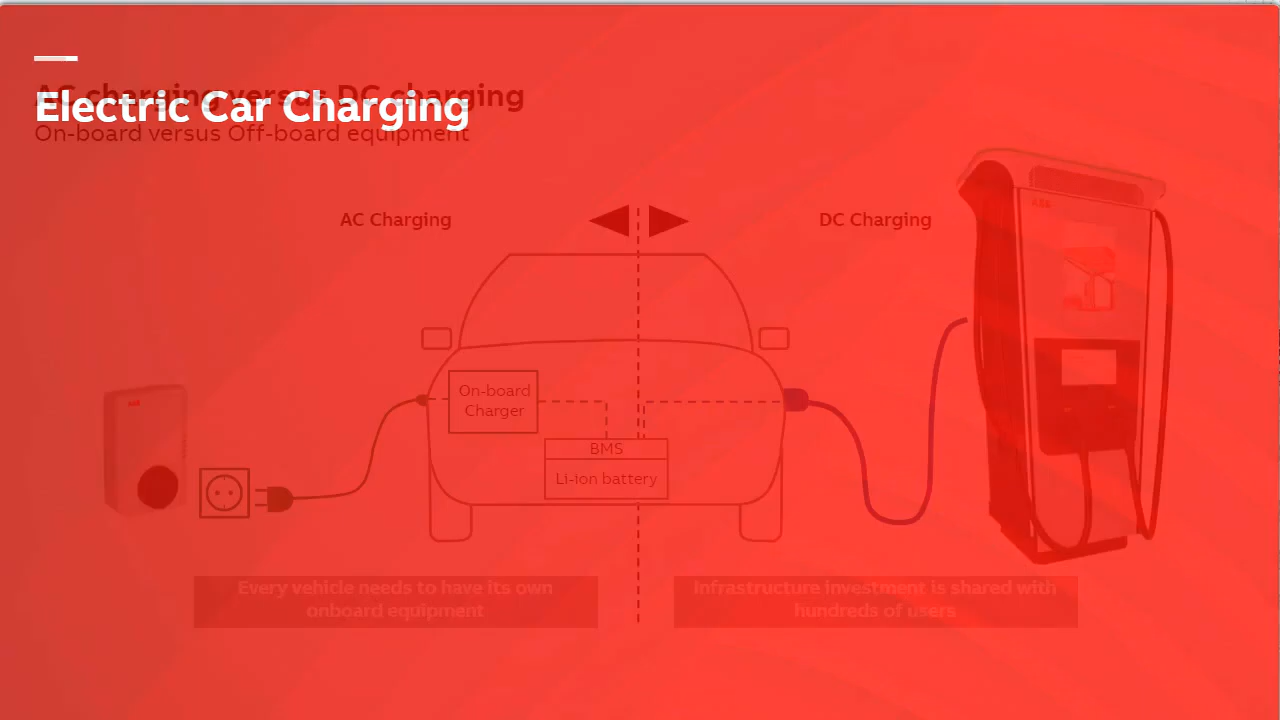 AC charging versus DC charging
Electric Car Charging
On-board versus Off-board equipment
AC Charging
DC Charging
ABB
On-board
Charger
ABB
BMS
Li-ion battery
Every vehicle needs to have its own
onboard equipment
Infrastructure investment is shared with
hundreds of users